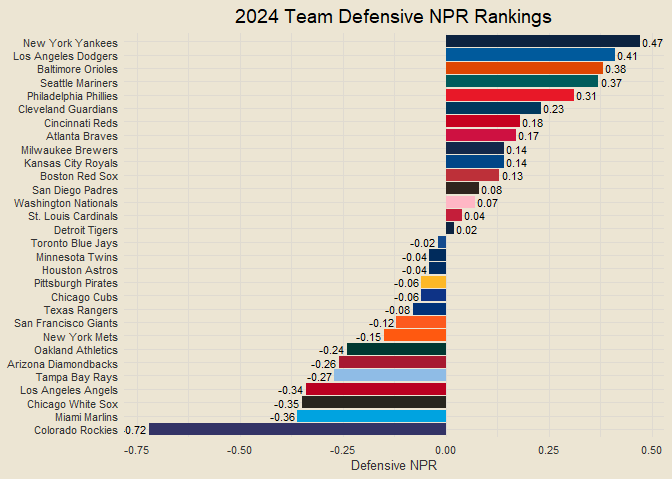 2024 Team Defensive NPR Rankings
New York Yankees 0.47
Los Angeles Dodgers 0.41
Baltimore Orioles 0.38
Seattle Mariners 0.37
Philadelphia Phillies 0.31
Cleveland Guardians 0.23
Cincinnati Reds 0.18
Atlanta Braves 0.17
Milwaukee Brewers 0.14
Kansas City Royals 0.14
Boston Red Sox 0.13
San Diego Padres 0.08
Washington Nationals 0.07
St. Louis Cardinals 0.04
Detroit Tigers 0.02
Toronto Blue Jays -0.02
Minnesota Twins -0.04
Houston Astros -0.04
Pittsburgh Pirates -0.06
Chicago Cubs -0.06
Texas Rangers -0.08
San Francisco Giants -0.12
New York Mets -0.15
Oakland Athletics -0.24
Arizona Diamondbacks -0.26
Tampa Bay Rays -0.27
Los Angeles Angels -0.34
Chicago White Sox -0.35
Miami Marlins -0.36
Colorado Rockies -0.72
-0.75 -0.50 -0.25 0.00 0.25 0.50
Defensive NPR